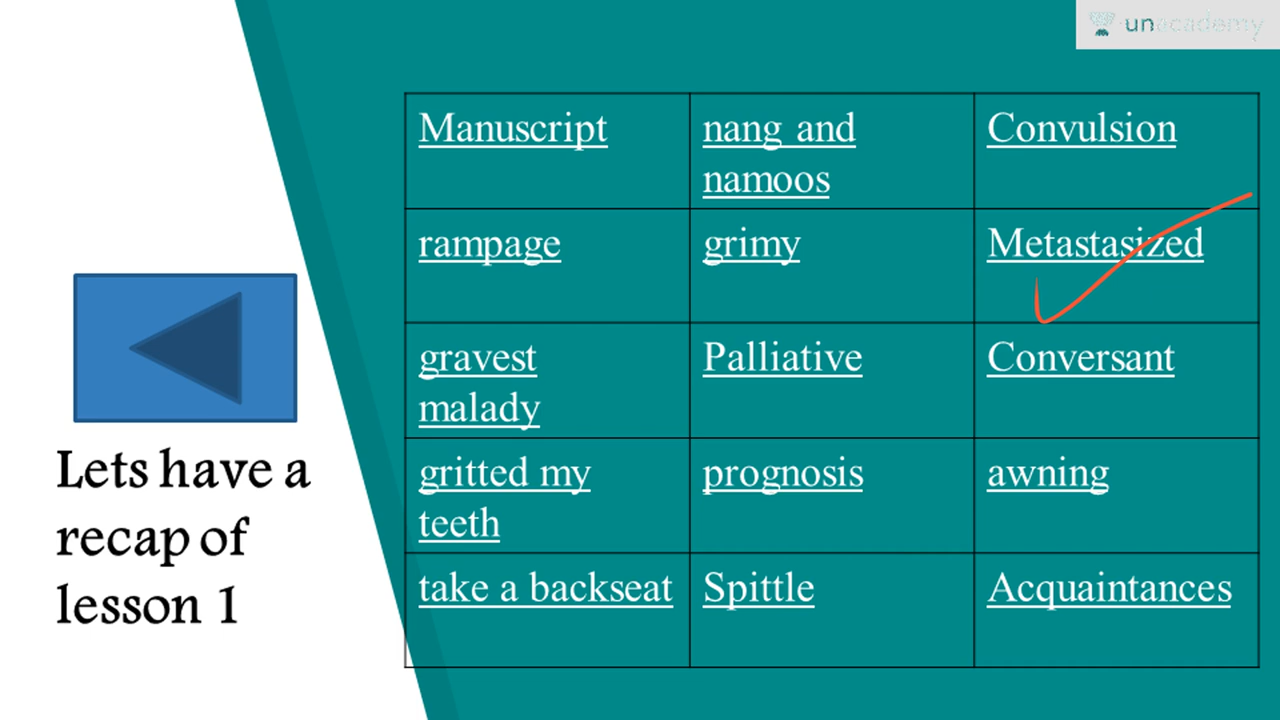 unacademy
Manuscript
nang and
namoos
Convulsion
rampage
grimy
Metastasized
gravest
malady
Palliative
Conversant
gritted my
teeth
prognosis
awning
take a backseat
Spittle
Acquaintances
Lets have a
recap of
lesson 1